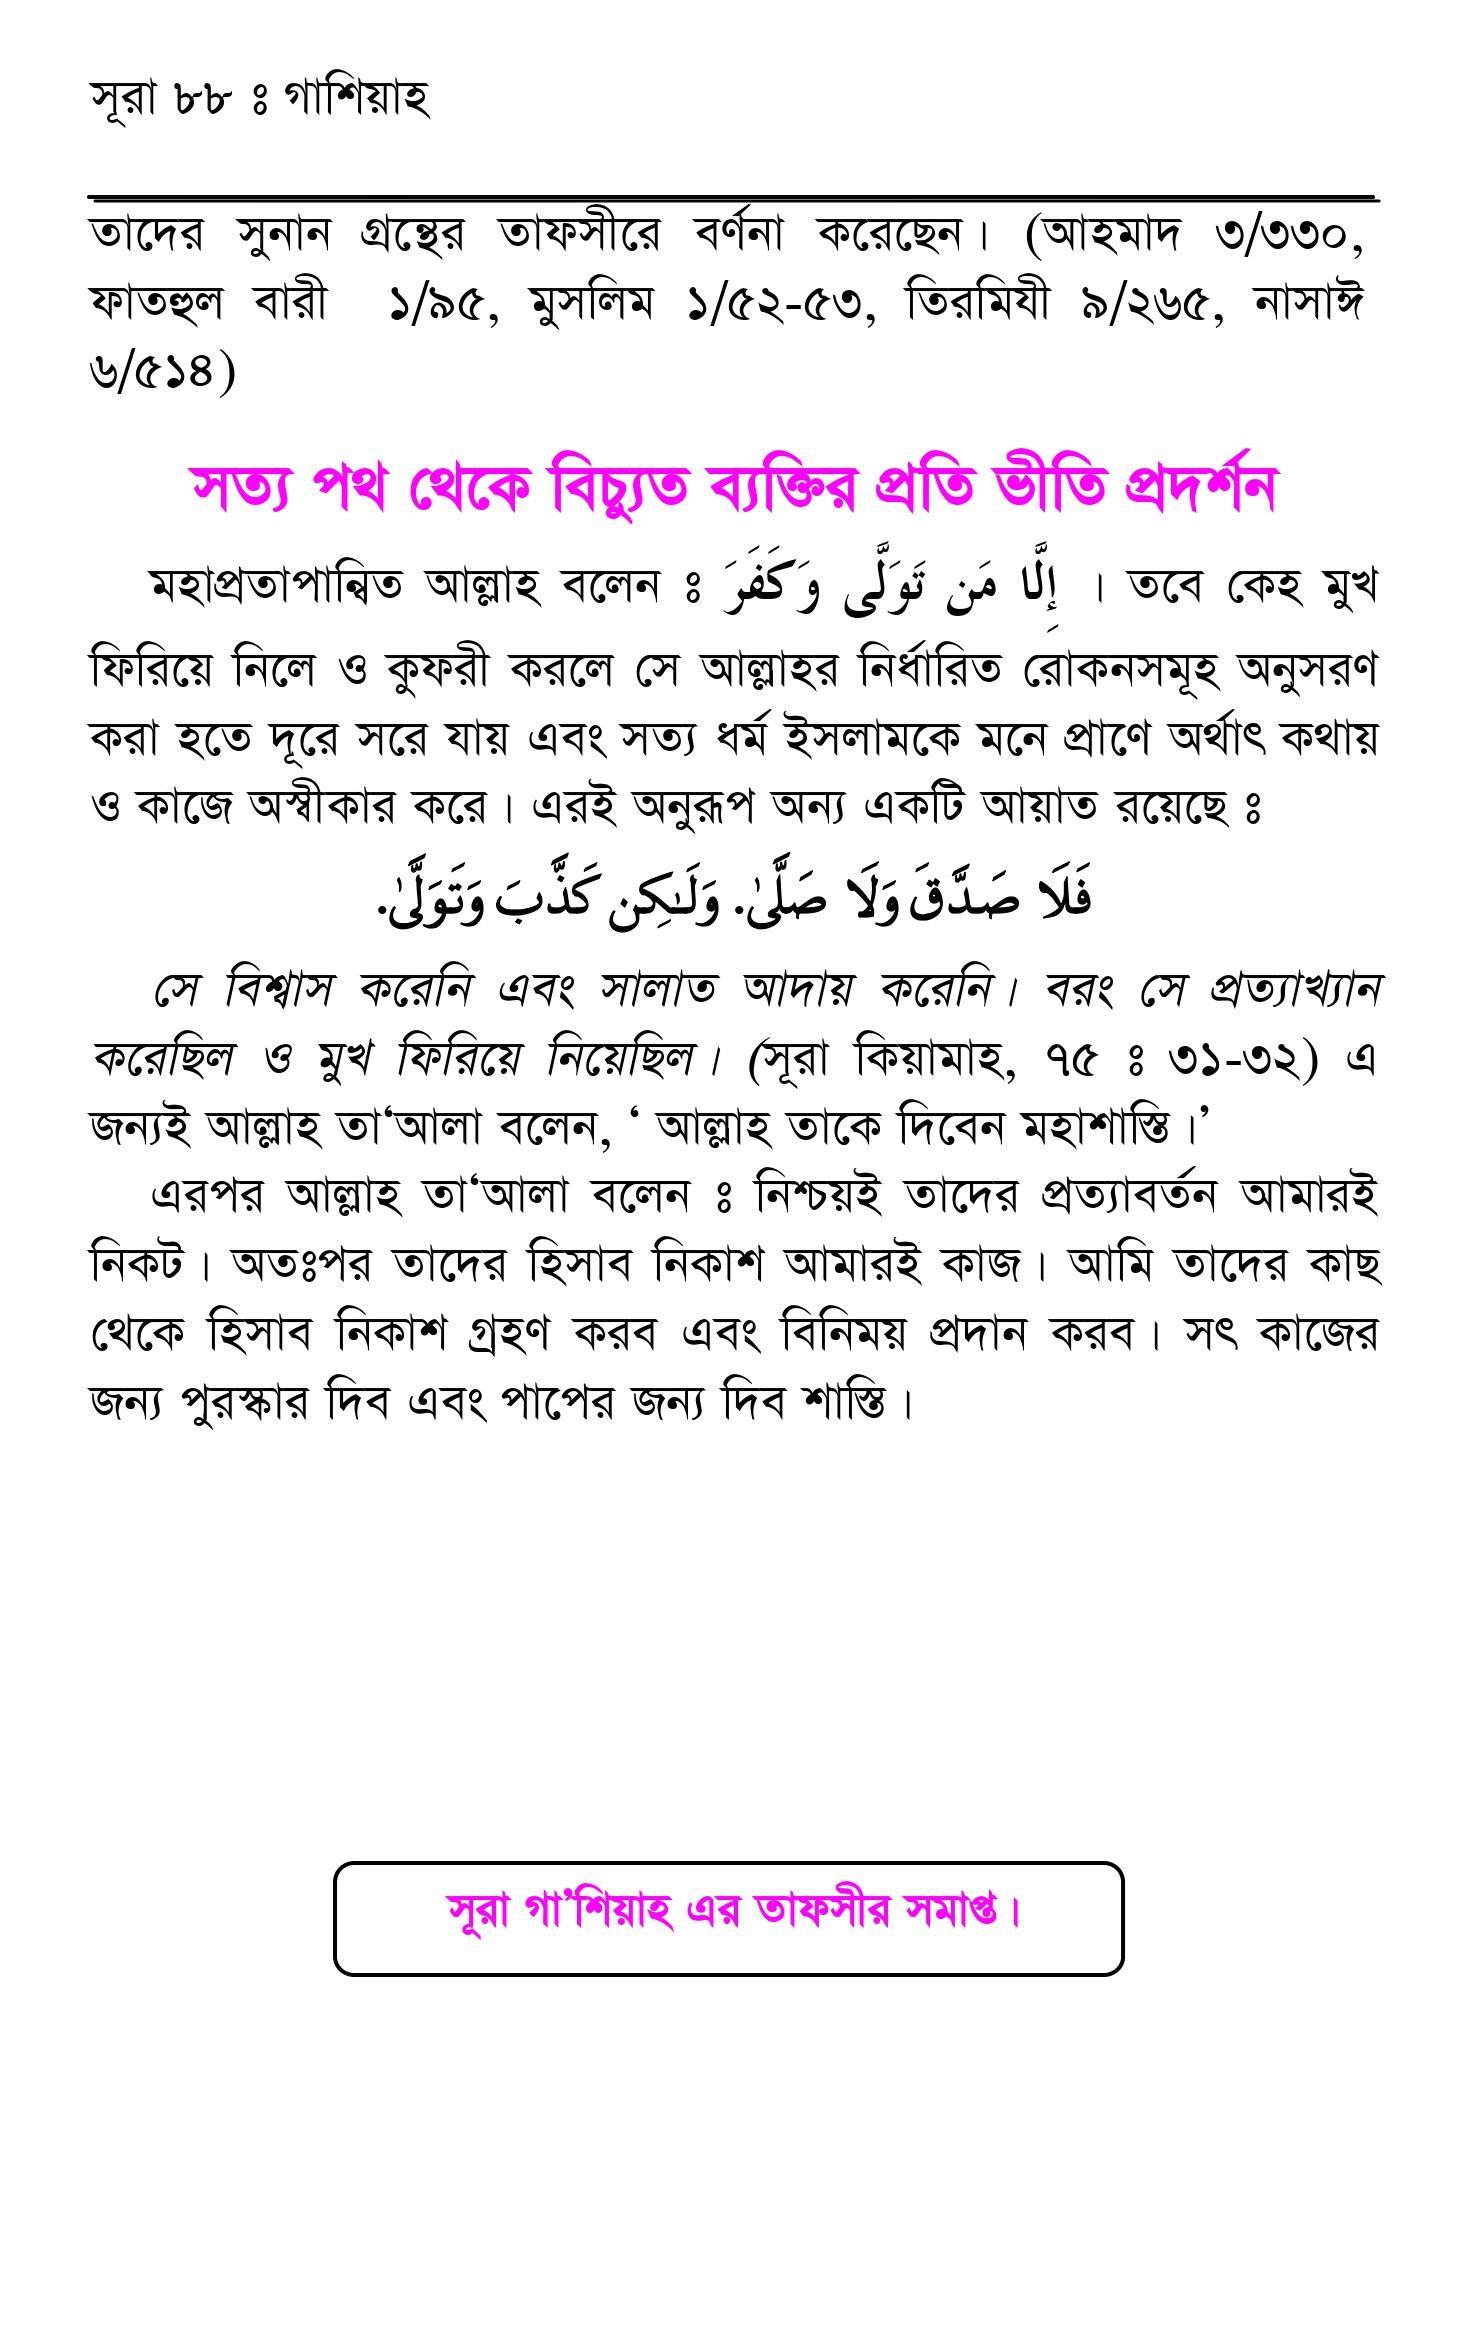 সূরা ৮৮ ঃ গাশিয়াহ
তাদের সুনান গ্রন্থের তাফসীরে বর্ণনা করেছেন। (আহমাদ ৩/৩৩০,
ফাতহুল বারী ১/৯৫, মুসলিম ১/৫২-৫৩, তিরমিযী ৯/২৬৫, নাসাঈ
৬/৫১৪)
সত্য পথ থেকে বিচ্যুত ব্যক্তির প্রতি ভীতি প্রদর্শন
মহাপ্রতাপান্বিত আল্লাহ বলেন ঃ إِلَّا مَن تَوَلَّى وَكَفَرَ । তবে কেহ মুখ
ফিরিয়ে নিলে ও কুফরী করলে সে আল্লাহর নির্ধারিত রোকনসমূহ অনুসরণ
করা হতে দূরে সরে যায় এবং সত্য ধর্ম ইসলামকে মনে প্রাণে অর্থাৎ কথায়
ও কাজে অস্বীকার করে। এরই অনুরূপ অন্য একটি আয়াত রয়েছে ঃ
فَلَا صَدَّقَ وَلَا صَلَّىٰ. وَلَـٰكِن كَذَّبَ وَتَوَلَّىٰ.
সে বিশ্বাস করেনি এবং সালাত আদায় করেনি। বরং সে প্রত্যাখ্যান
করেছিল ও মুখ ফিরিয়ে নিয়েছিল। (সূরা কিয়ামাহ, ৭৫ ঃ ৩১-৩২) এ
জন্যই আল্লাহ তা‘আলা বলেন, ‘ আল্লাহ তাকে দিবেন মহাশাস্তি।’
এরপর আল্লাহ তা‘আলা বলেন ঃ নিশ্চয়ই তাদের প্রত্যাবর্তন আমারই
নিকট। অতঃপর তাদের হিসাব নিকাশ আমারই কাজ। আমি তাদের কাছ
থেকে হিসাব নিকাশ গ্রহণ করব এবং বিনিময় প্রদান করব। সৎ কাজের
জন্য পুরস্কার দিব এবং পাপের জন্য দিব শাস্তি।
সূরা গা’শিয়াহ এর তাফসীর সমাপ্ত।